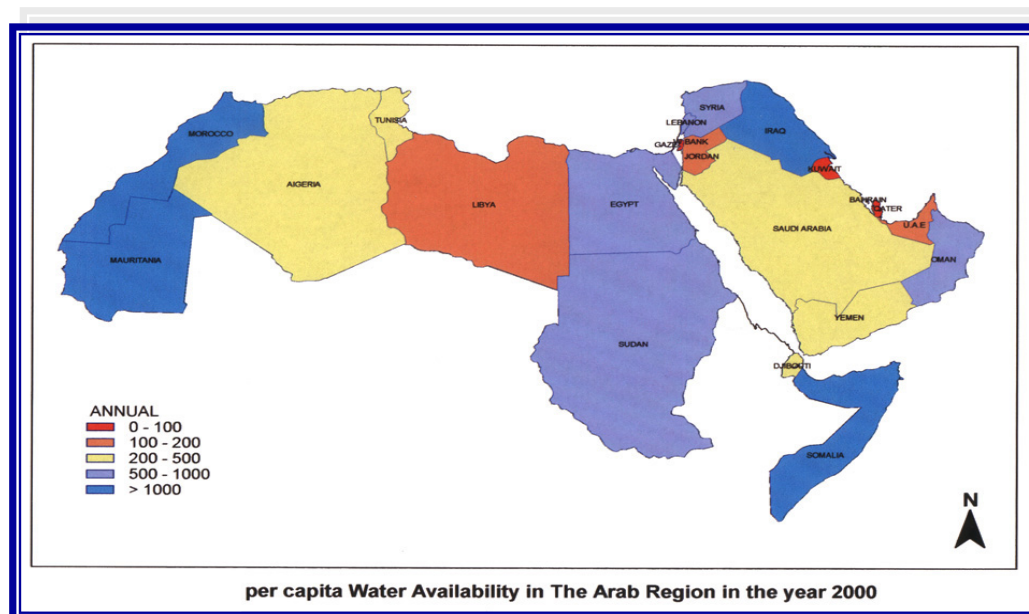 SYRIA
LEBANON
TUNISIA
MOROCCO
IRAQ
BANK
JORDAN
KUWAIT
AIGERIA
BAHRAIN
LIBYA
EGYPT
QATER
U.A.E
SAUDI ARABIA
MAURITANIA
OMAN
YEMEN
SUDAN
DJIBOUTI
SOMALIA
ANNUAL
0 - 100
100 - 200
200 - 500
500 - 1000
> 1000
N
per capita Water Availability in The Arab Region in the year 2000